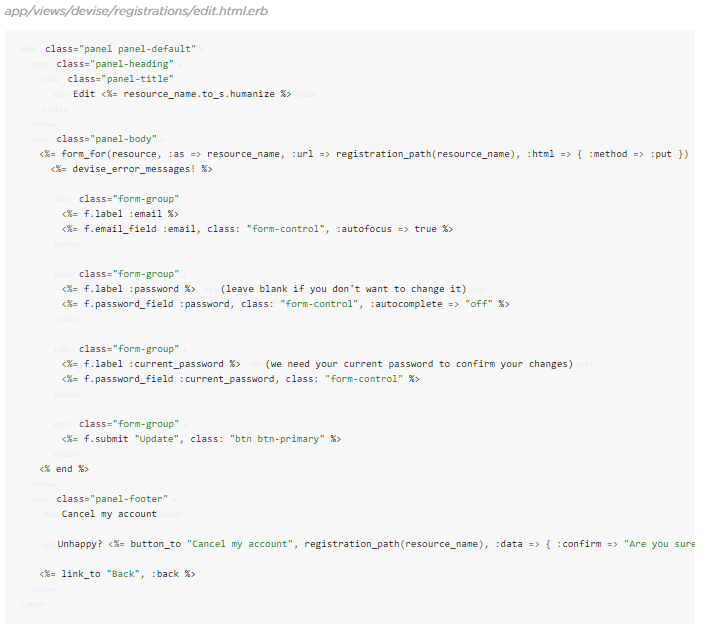 app/views/devise/registrations/edit.html.erb
<div class="panel panel-default">
<div class="panel-heading">
<div class="panel-title">
Edit <%= resource_name.to_s.humanize %>
</div>
</div>
<div class="panel-body">
<%= form_for(resource, :as => resource_name, :url => registration_path(resource_name), :html => { :method => :put })
<%= devise_error_messages! %>
<div class="form-group">
<%= f.label :email %>
<%= f.email_field :email, class: "form-control", :autofocus => true %>
</div>
<div class="form-group">
<%= f.label :password %> <i>(leave blank if you don't want to change it)</i>
<%= f.password_field :password, class: "form-control", :autocomplete => "off" %>
</div>
<div class="form-group">
<%= f.label :current_password %> <i>(we need your current password to confirm your changes)</i>
<%= f.password_field :current_password, class: "form-control" %>
</div>
<div class="form-group">
<%= f.submit "Update", class: "btn btn-primary" %>
</div>
<% end %>
</div>
<div class="panel-footer">
Cancel my account
<p>Unhappy? <%= button_to "Cancel my account", registration_path(resource_name), :data => { :confirm => "Are you sure
<%= link_to "Back", :back %>
</div>
</div>